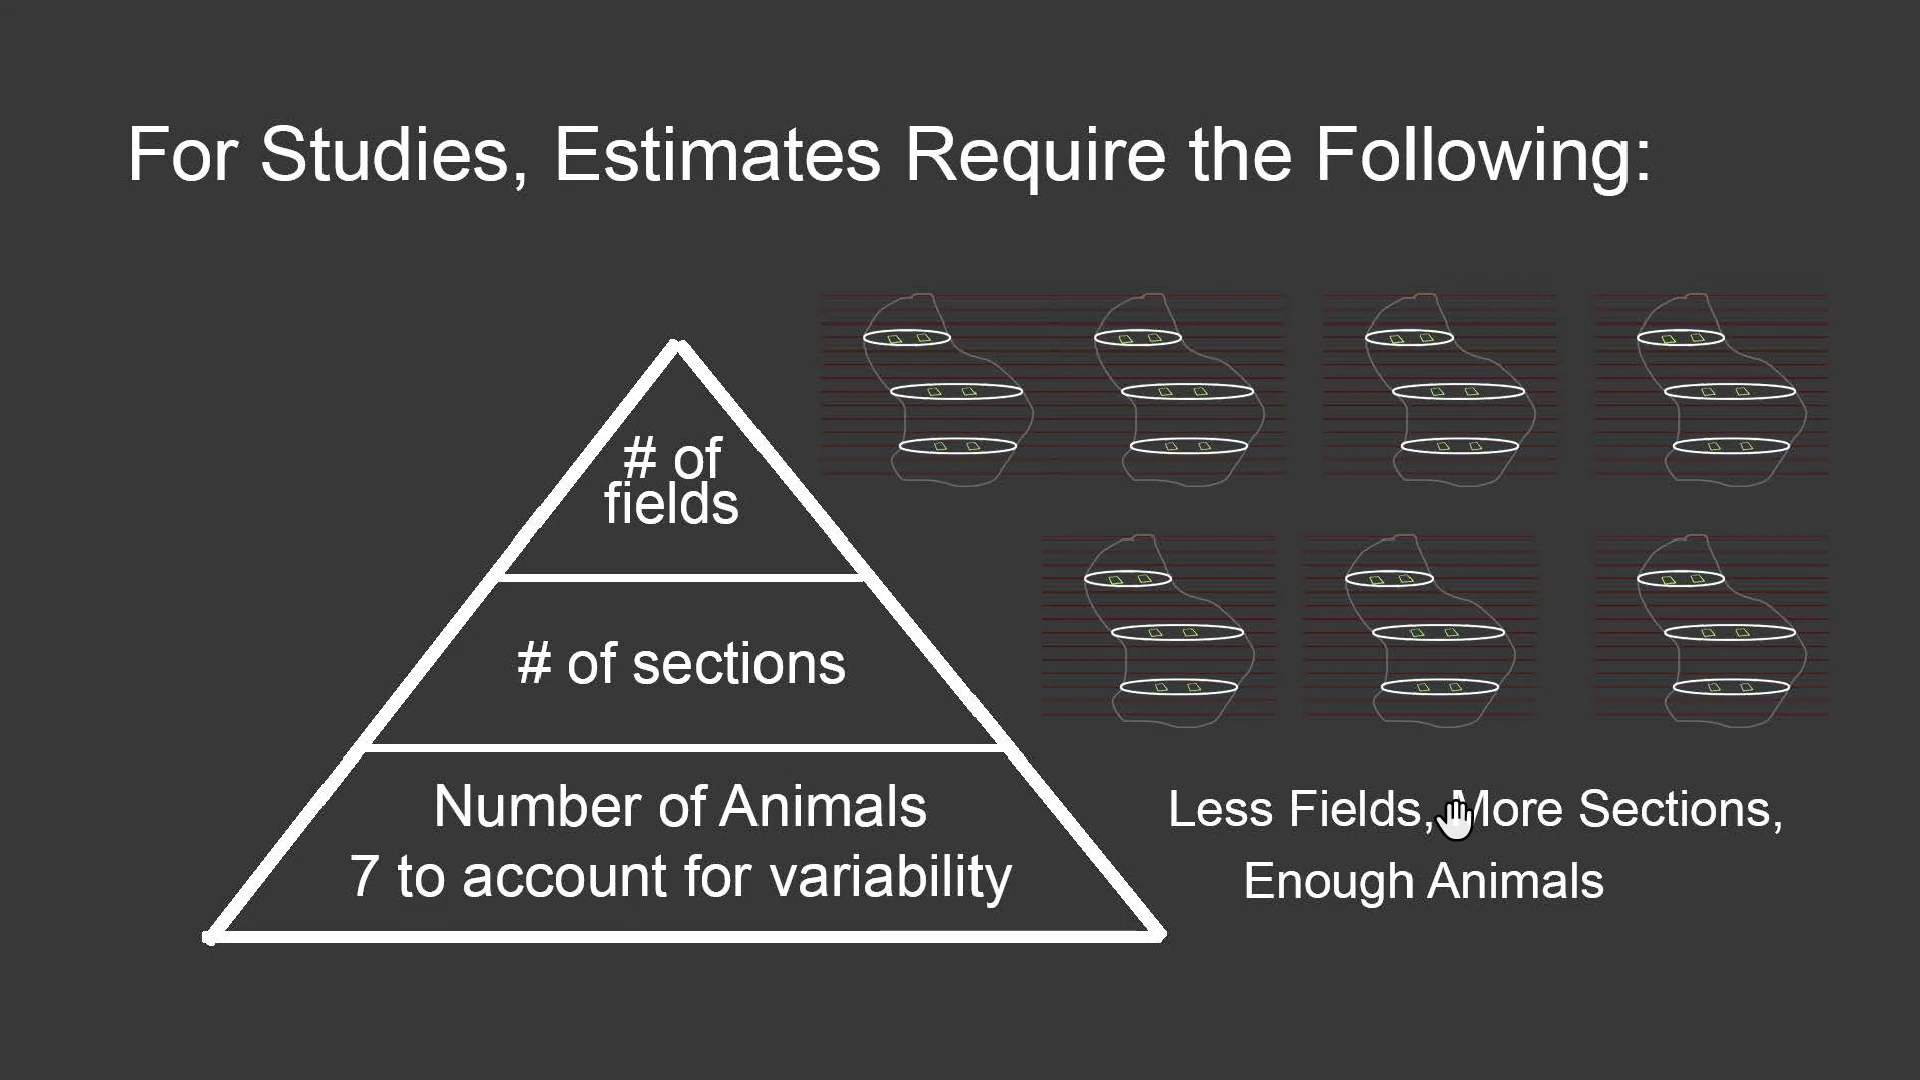 For Studies, Estimates Require the Following:
# of
fields
# of sections
Number of Animals
7 to account for variability
Less Fields, More Sections,
Enough Animals